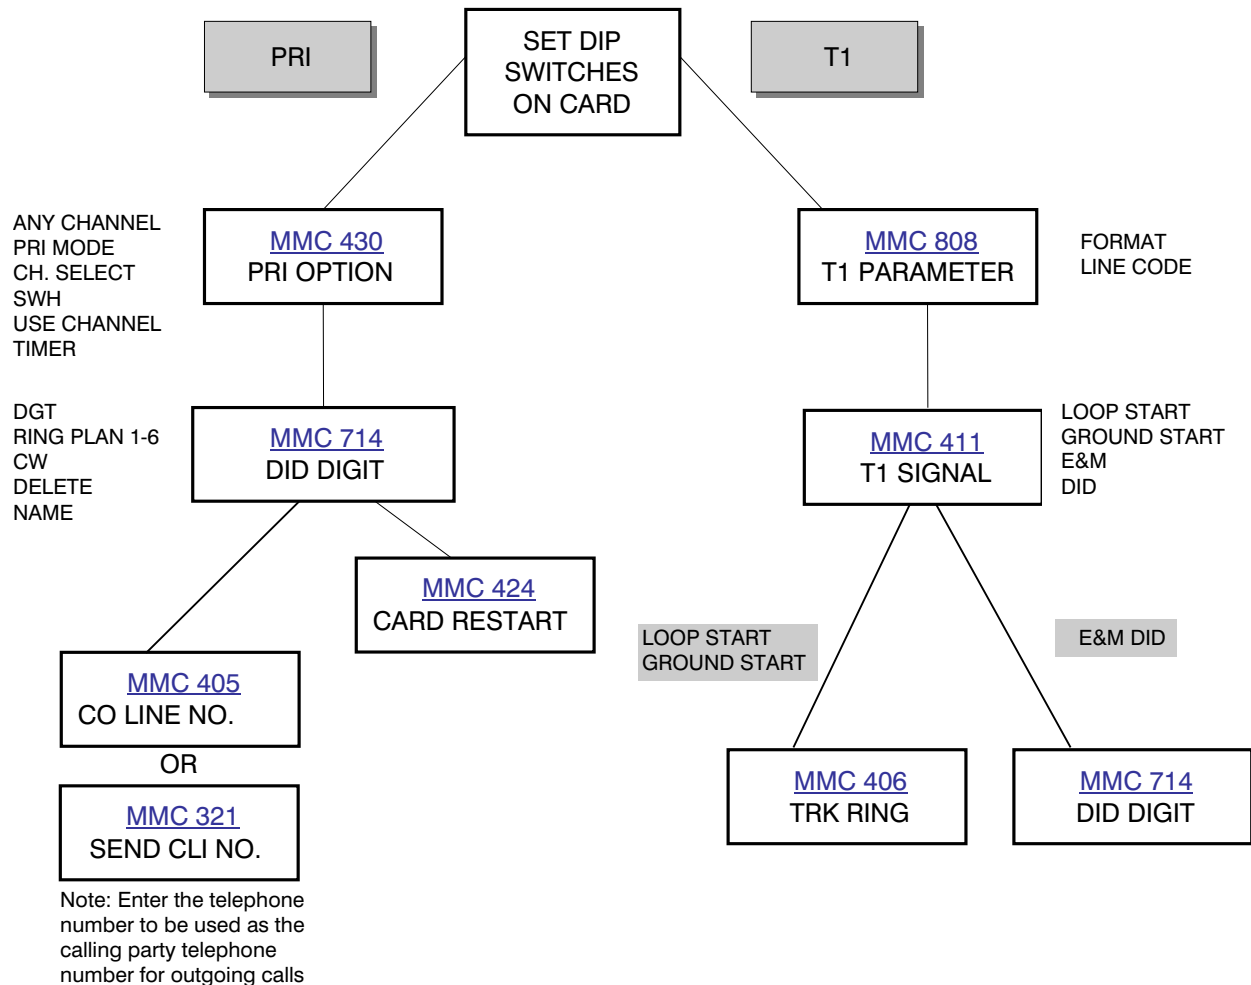 PRI
SET DIP
SWITCHES
ON CARD
T1
ANY CHANNEL
PRI MODE
CH. SELECT
SWH
USE CHANNEL
TIMER
MMC 430
PRI OPTION
MMC 808
T1 PARAMETER
FORMAT
LINE CODE
DGT
RING PLAN 1-6
CW
DELETE
NAME
MMC 714
DID DIGIT
MMC 411
T1 SIGNAL
LOOP START
GROUND START
E&M
DID
MMC 424
CARD RESTART
LOOP START
GROUND START
E&M DID
MMC 405
CO LINE NO.
OR
MMC 321
SEND CLI NO.
MMC 406
TRK RING
MMC 714
DID DIGIT
Note: Enter the telephone
number to be used as the
calling party telephone
number for outgoing calls